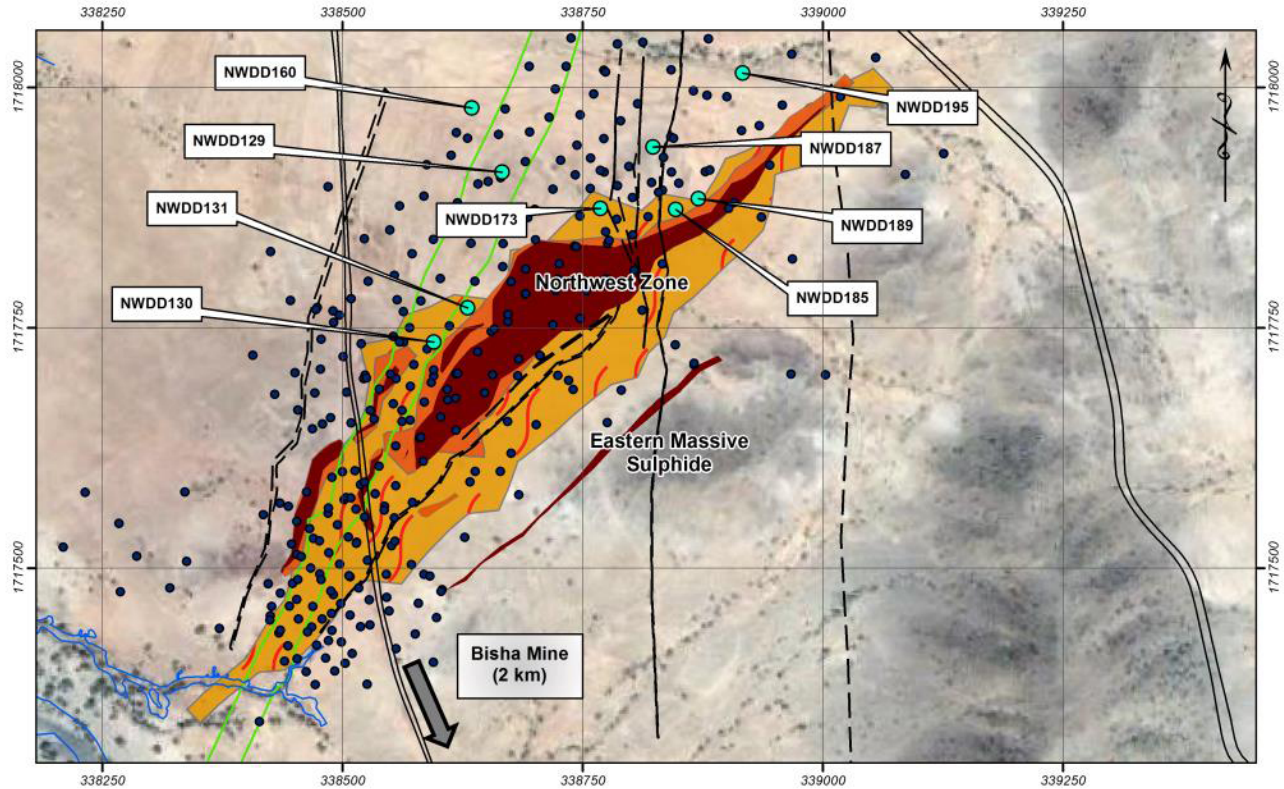 338250
338500
338750
339000
339250
1718000
1718000
NWDD160
NWDD195
NWDD129
NWDD187
NWDD131
NWDD173
NWDD189
Northwest Zone
NWDD130
NWDD185
1717750
1717750
Eastern Massive
Sulphide
1717500
1717500
Bisha Mine
(2 km)
338250
338500
338750
339000
339250